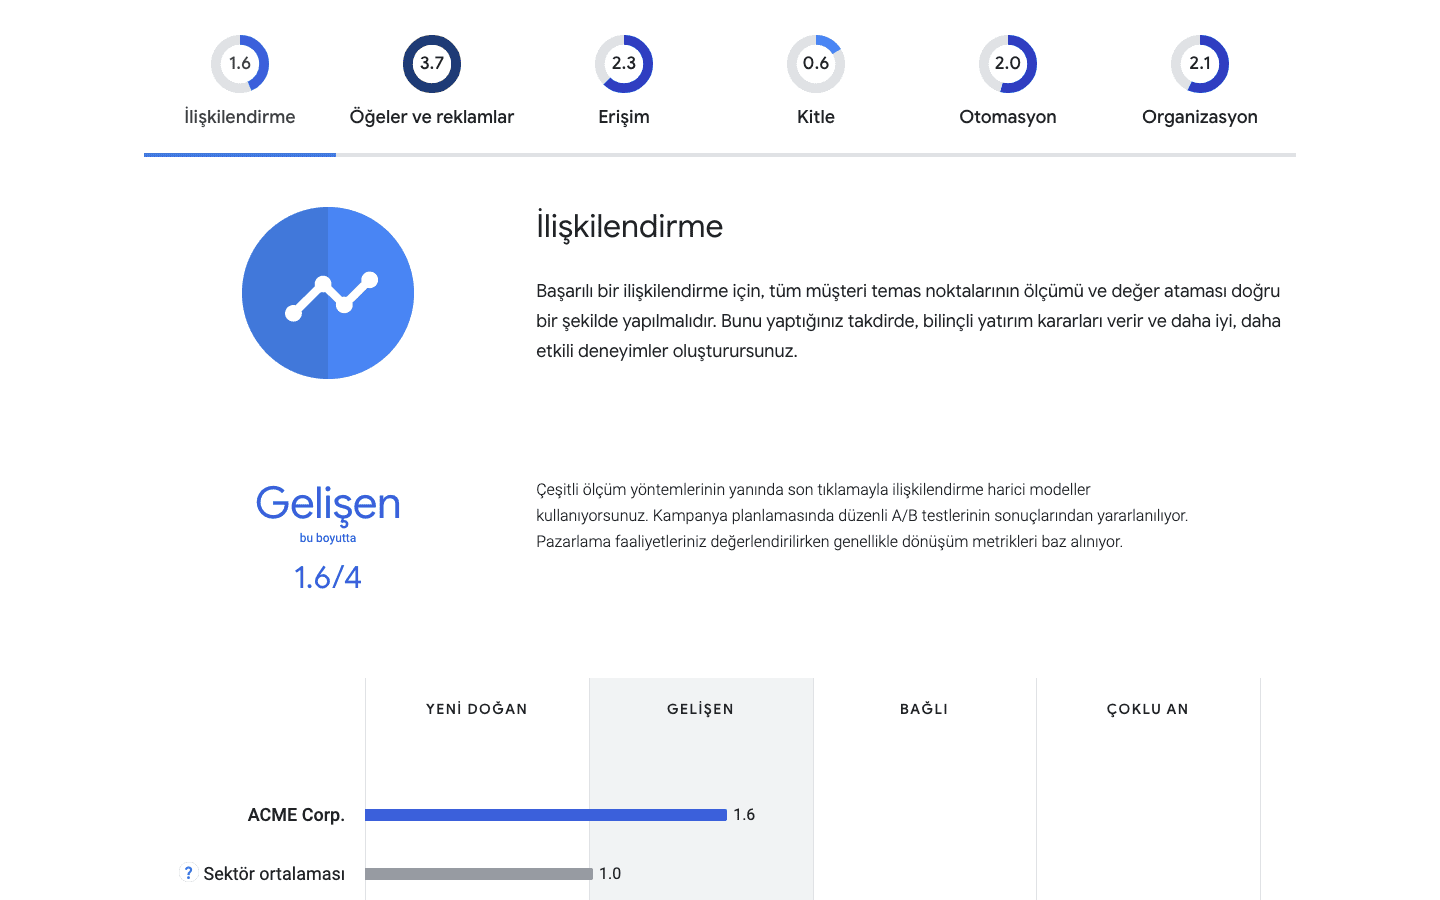 1.6
3.7
2.3
0.6
2.0
2.1
İlişkilendirme
Öğeler ve reklamlar
Erişim
Kitle
Otomasyon
Organizasyon
İlişkilendirme
Başarılı bir ilişkilendirme için, tüm müşteri temas noktalarının ölçümü ve değer ataması doğru
bir şekilde yapılmalıdır. Bunu yaptığınız takdirde, bilinçli yatırım kararları verir ve daha iyi, daha
etkili deneyimler oluşturursunuz.
Gelişen
bu boyutta
1.6/4
Çeşitli ölçüm yöntemlerinin yanında son tıklamayla ilişkilendirme harici modeller
kullanıyorsunuz. Kampanya planlamasında düzenli A/B testlerinin sonuçlarından yararlanılıyor.
Pazarlama faaliyetleriniz değerlendirilirken genellikle dönüşüm metrikleri baz alınıyor.
YENİ DOĞAN
GELİŞEN
BAĞLI
ÇOKLU AN
ACME Corp.
1.6
? Sektör ortalaması
1.0